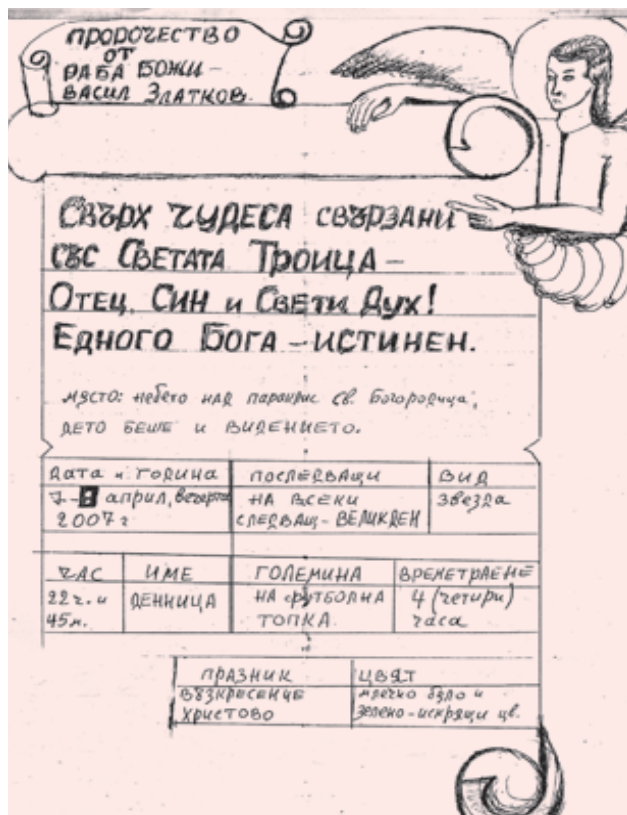 ПРОРОЧЕСТВО
ОТ
РАБА БОЖИ -
ВАСИЛ ЗЛАТКОВ.
СВЪРХ ЧУДЕСА СВЪРЗАНИ
СЪС СВЕТАТА ТРОИЦА -
ОТЕЦ, СИН И СВЕТИ ДУХ!
ЕДНОГО БОГА - ИСТИНЕН.
място: небето над параклис Св. Богородица,
ДЕТО БЕШЕ И ВИДЕНИЕТО.
ДАТА и ГОДИНА ПОСЛЕДВАЩИ ВИД
7-8 април, вечерта НА ВСЕКИ звезда
2007 г СЛЕДВАЩ - ВЕЛИКДЕН
ЧАС ИМЕ ГОЛЕМИНА ВРЕМЕТРАЕНЕ
22 ч. и ДЕННИЦА НА ФУТБОЛНА 4 (четири)
45 м. ТОПКА часа
ПРАЗНИК ЦВЯТ
ВЪЗКРЕСЕНИЕ млечко бяло и
ХРИСТОВО зелено-искрящи цв.